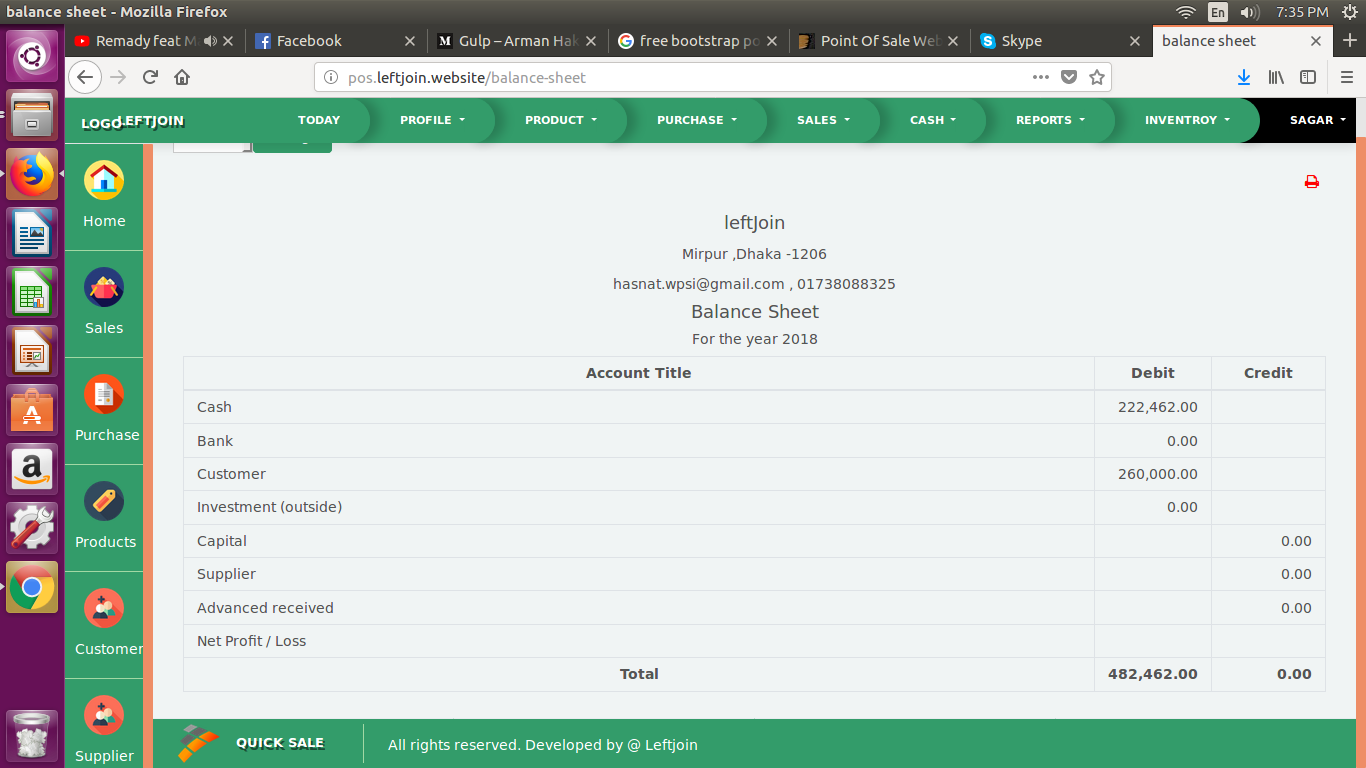 balance sheet - Mozilla Firefox
En
7:35 PM
Remady feat M
Facebook
M Gulp – Arman Hak
free bootstrap po
Point Of Sale Web
Skype
balance sheet
pos.leftjoin.website/balance-sheet
LOGO LEFTJOIN
TODAY
PROFILE
PRODUCT
PURCHASE
SALES
CASH
REPORTS
INVENTROY
SAGAR
Home
Sales
Purchase
Products
Customer
Supplier
leftJoin
Mirpur ,Dhaka -1206
hasnat.wpsi@gmail.com , 01738088325
Balance Sheet
For the year 2018
Account Title Debit Credit
Cash 222,462.00
Bank 0.00
Customer 260,000.00
Investment (outside) 0.00
Capital 0.00
Supplier 0.00
Advanced received 0.00
Net Profit / Loss
Total 482,462.00 0.00
QUICK SALE
All rights reserved. Developed by @ Leftjoin